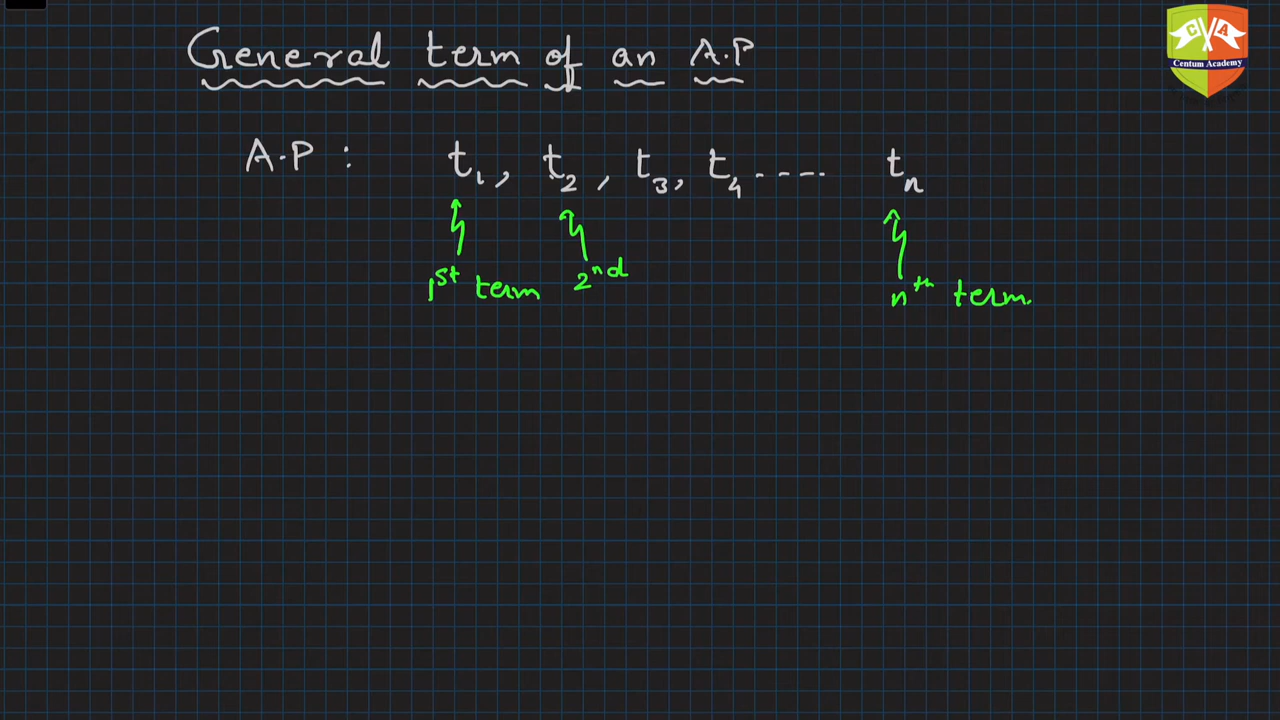 General term of an A.P
C A
Centum Academy
A.P : t₁, t₂, t₃, t₄ ----- tₙ
1st term 2nd nth term.